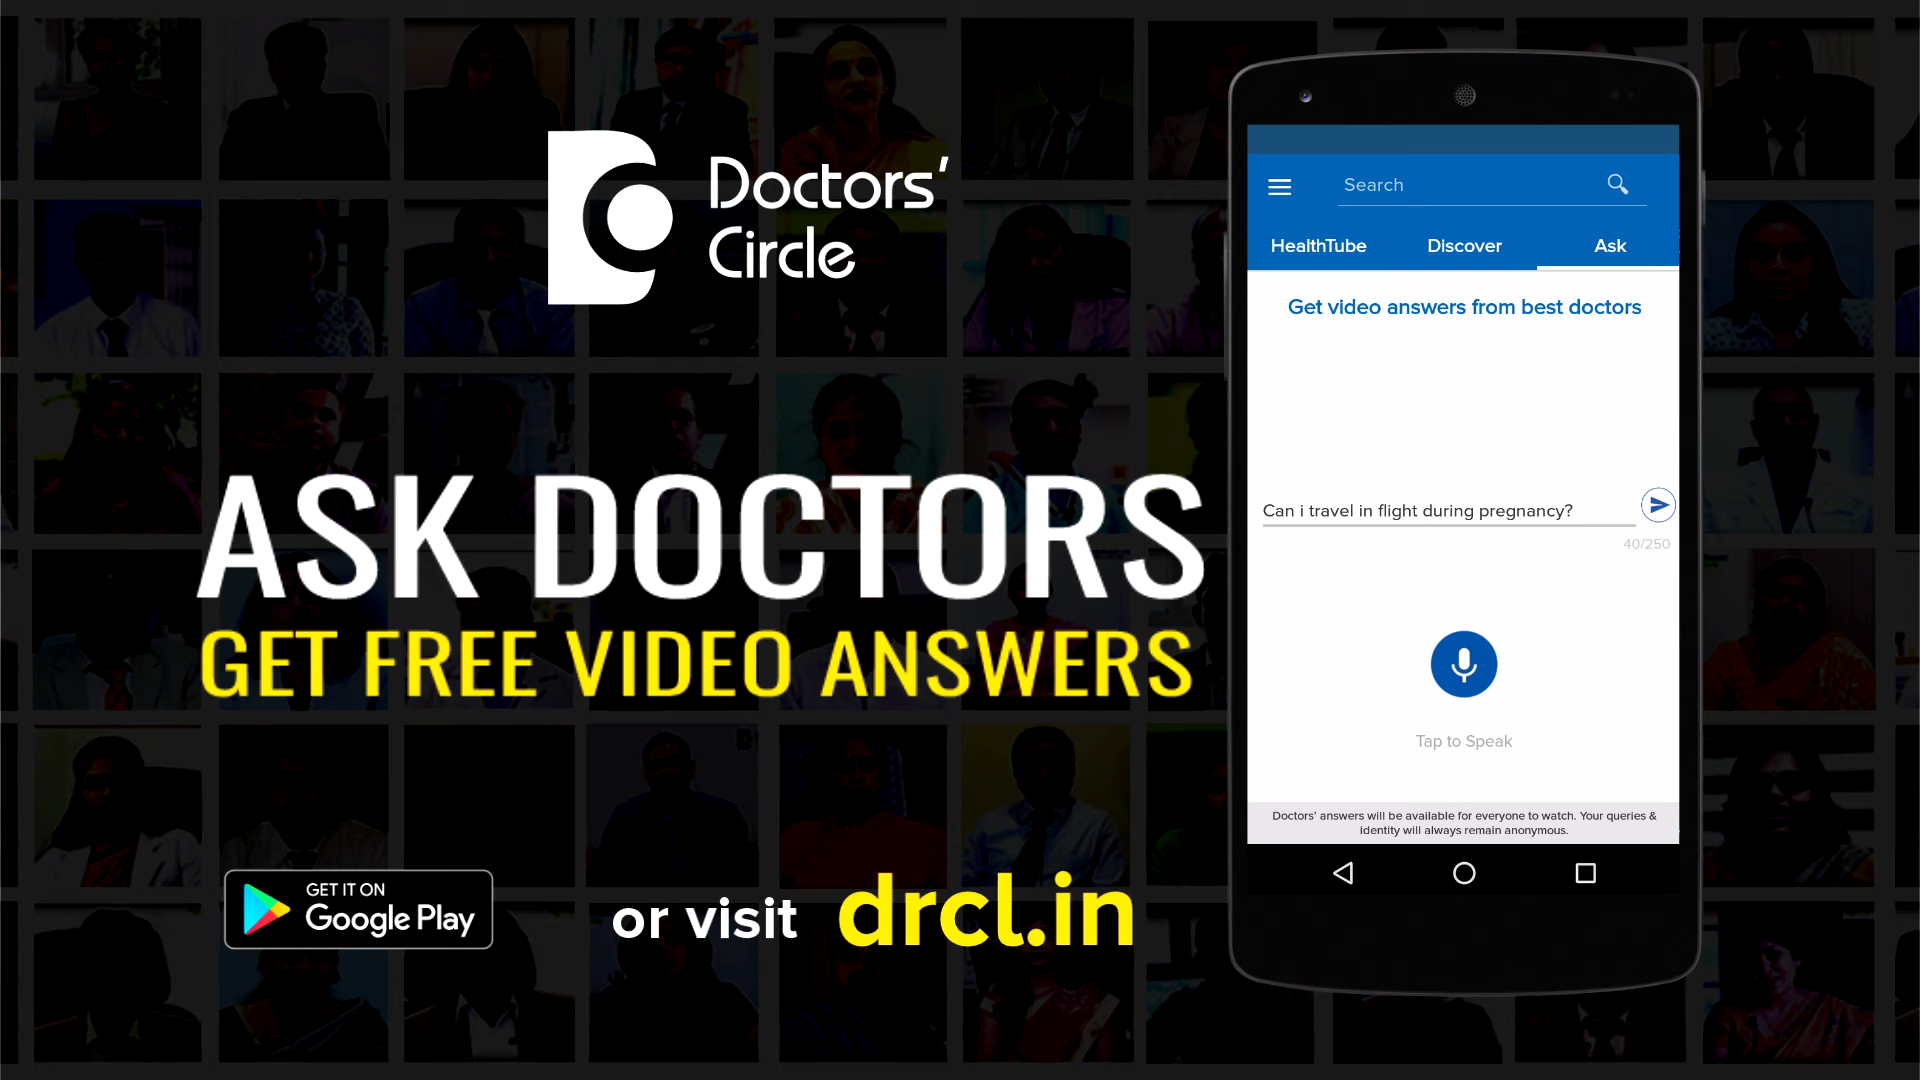 Doctors'
Circle
ASK DOCTORS
GET FREE VIDEO ANSWERS
GET IT ON
Google Play
or visit drcl.in
Search
HealthTube Discover Ask
Get video answers from best doctors
Can i travel in flight during pregnancy?
40/250
Tap to Speak
Doctors' answers will be available for everyone to watch. Your queries &
identity will always remain anonymous.